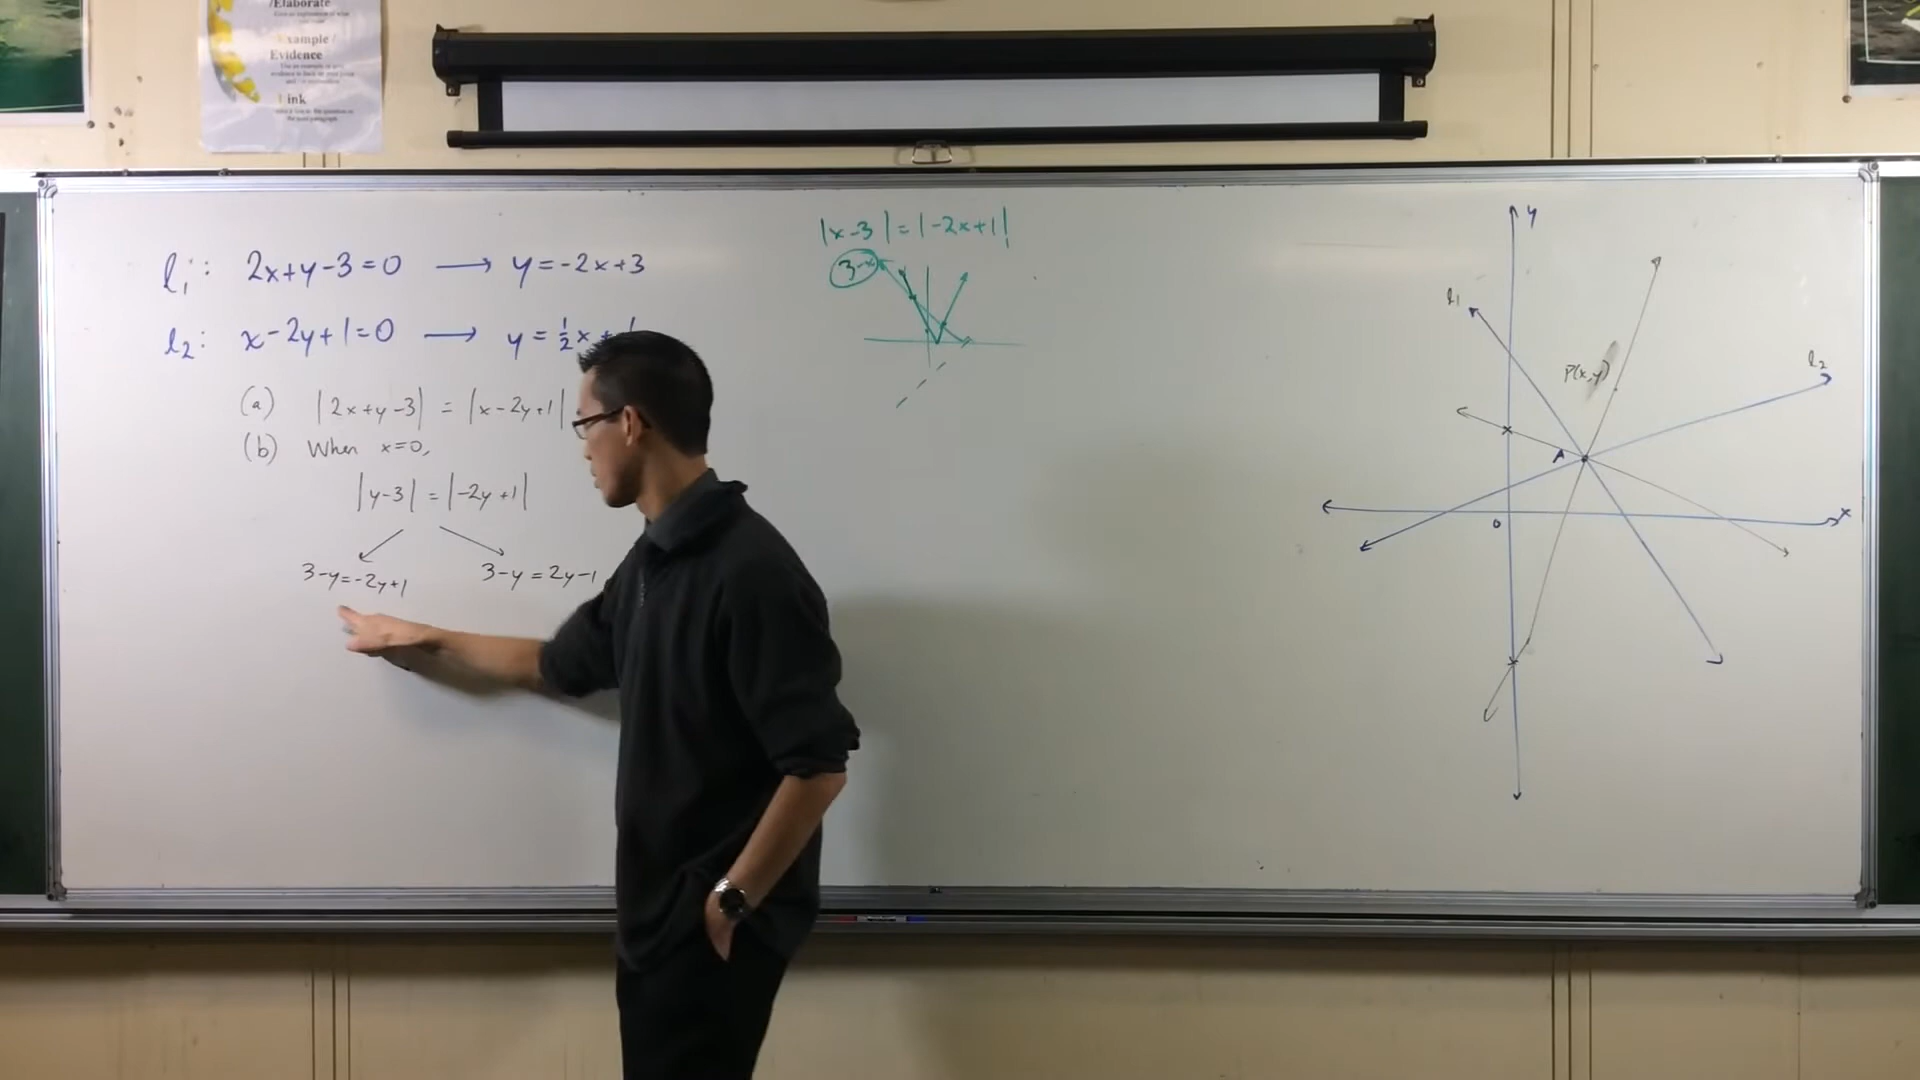 /Elaborate
Example /
Evidence
Link
l₁: 2x+y-3=0 → y=-2x+3
l₂: x-2y+1=0 → y=½x+
(a) |2x+y-3| = |x-2y+1|
(b) When x=0,
|y-3| = |-2y+1|
3-y=-2y+1
3-y=2y-1
|x-3|=|-2x+1|
3-x
y
l₁
P(x,y)
l₂
A
0
x